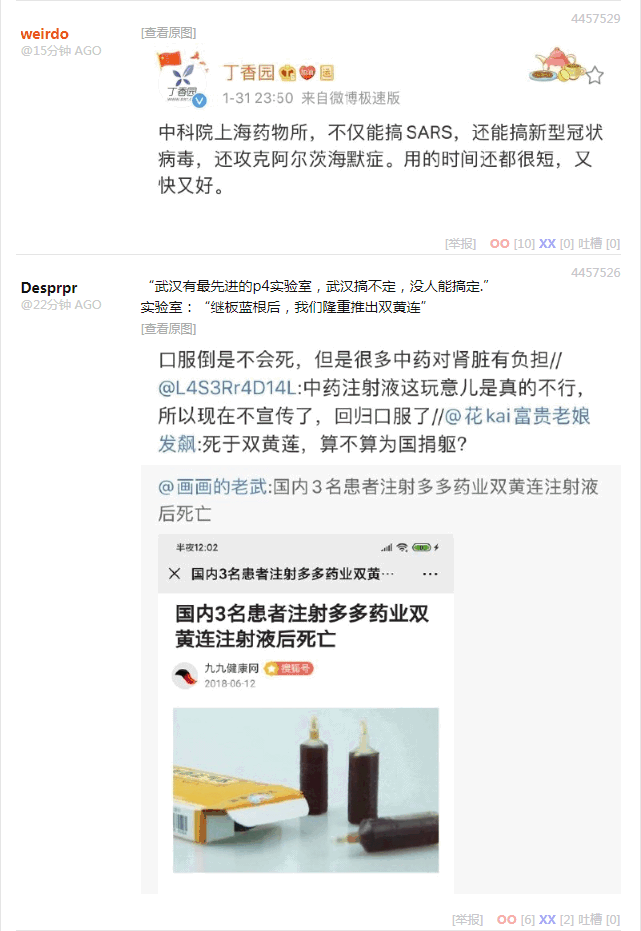 4457529
weirdo
@15分钟 AGO
[查看原图]
丁香园
丁香园
1-31 23:50 来自微博极速版
中科院上海药物所，不仅能搞SARS，还能搞新型冠状
病毒，还攻克阿尔茨海默症。用的时间还都很短，又
快又好。
[举报] OO [10] XX [0] 吐槽 [0]
4457526
Desprpr
@22分钟 AGO
“武汉有最先进的p4实验室，武汉搞不定，没人能搞定.”
实验室：“继板蓝根后，我们隆重推出双黄连”
[查看原图]
口服倒是不会死，但是很多中药对肾脏有负担//
@L4S3Rr4D14L:中药注射液这玩意儿是真的不行，
所以现在不宣传了，回归口服了//@花kai富贵老娘
发飙:死于双黄莲，算不算为国捐躯？
@画画的老武:国内3名患者注射多多药业双黄连注射液
后死亡
半夜12:02
国内3名患者注射多多药业双黄…
国内3名患者注射多多药业双
黄连注射液后死亡
九九健康网 搜狐号
2018-06-12
[举报] OO [6] XX [2] 吐槽 [0]